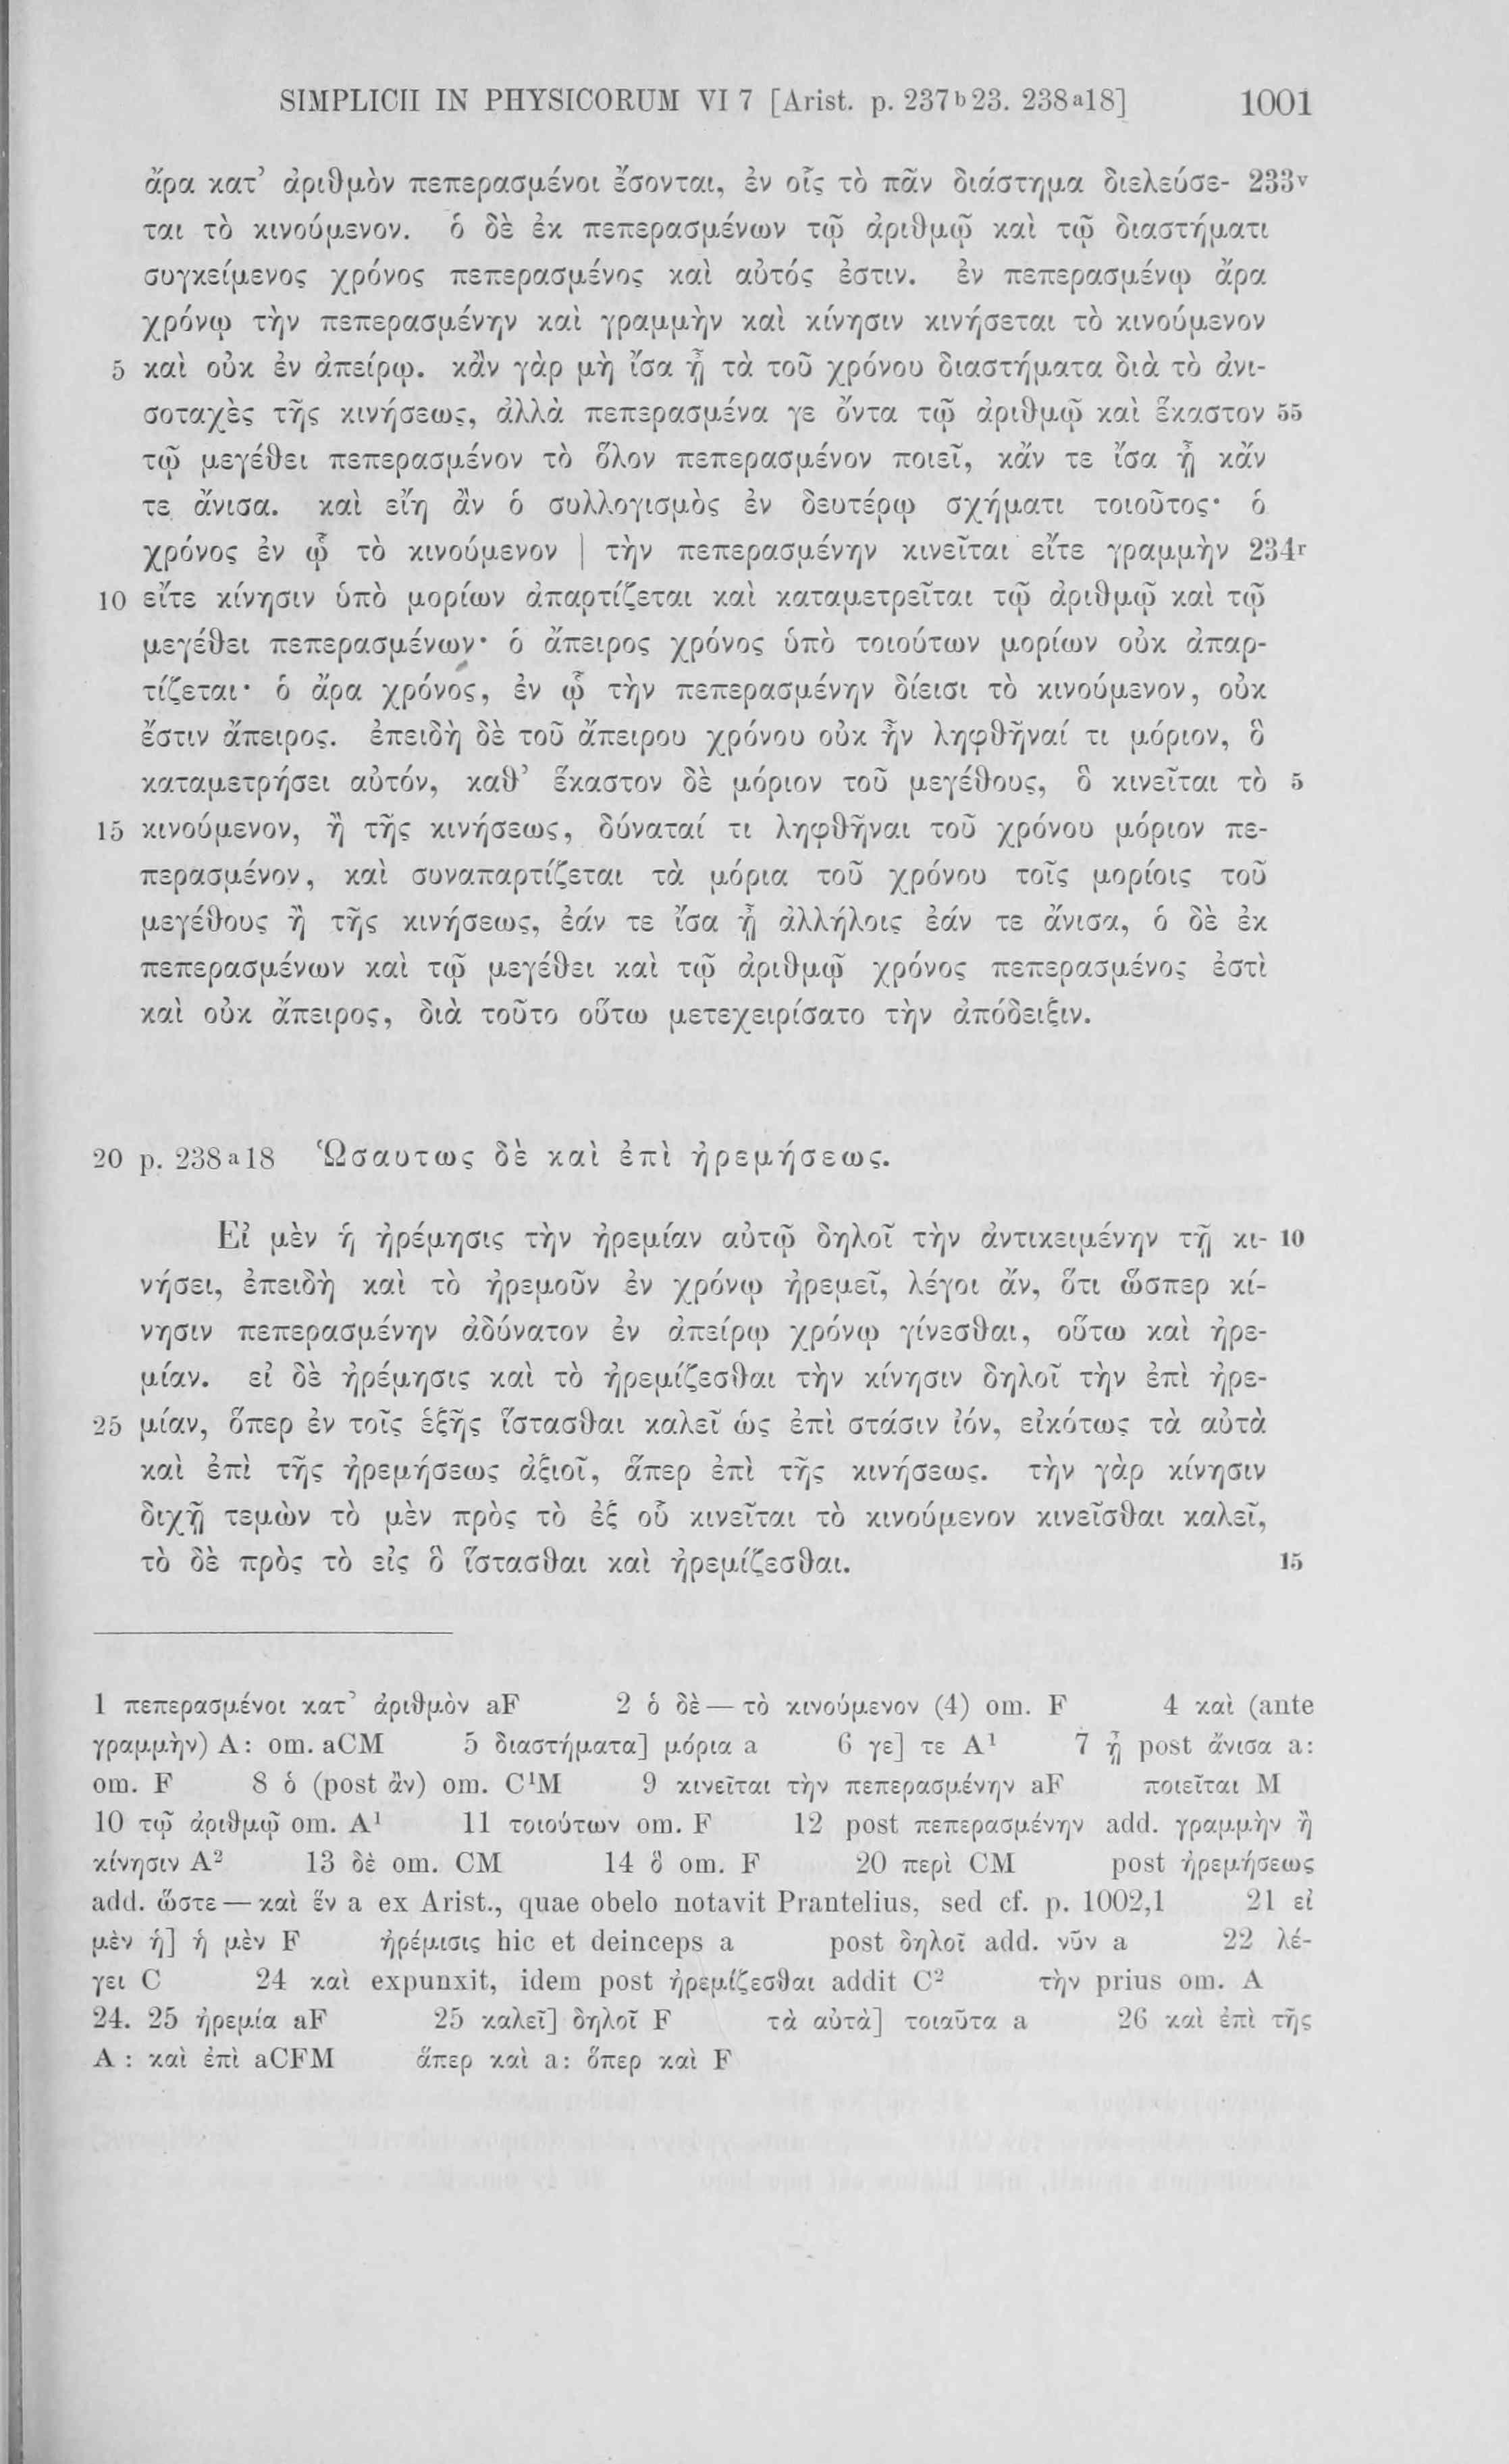 SIMPLICII IN PHYSICORUM VI 7 [Arist. p. 237b23. 238a18] 1001
ἄρα κατ’ ἀριθμὸν πεπερασμένοι ἔσονται, ἐν οἷς τὸ πᾶν διάστημα διελεύσε- 233v
ται τὸ κινούμενον. ὁ δὲ ἐκ πεπερασμένων τῷ ἀριθμῷ καὶ τῷ διαστήματι
συγκείμενος χρόνος πεπερασμένος καὶ αὐτός ἐστιν. ἐν πεπερασμένῳ ἄρα
χρόνῳ τὴν πεπερασμένην καὶ γραμμὴν καὶ κίνησιν κινήσεται τὸ κινούμενον
5 καὶ οὐκ ἐν ἀπείρῳ. κἂν γὰρ μὴ ἴσα ᾖ τὰ τοῦ χρόνου διαστήματα διὰ τὸ ἀνι-
σοταχὲς τῆς κινήσεως, ἀλλὰ πεπερασμένα γε ὄντα τῷ ἀριθμῷ καὶ ἕκαστον 55
τῷ μεγέθει πεπερασμένον τὸ ὅλον πεπερασμένον ποιεῖ, κἄν τε ἴσα ᾖ κἄν
τε ἄνισα. καὶ εἴη ἂν ὁ συλλογισμὸς ἐν δευτέρῳ σχήματι τοιοῦτος· ὁ
χρόνος ἐν ᾧ τὸ κινούμενον | τὴν πεπερασμένην κινεῖται εἴτε γραμμὴν 234r
10 εἴτε κίνησιν ὑπὸ μορίων ἀπαρτίζεται καὶ καταμετρεῖται τῷ ἀριθμῷ καὶ τῷ
μεγέθει πεπερασμένων· ὁ ἄπειρος χρόνος ὑπὸ τοιούτων μορίων οὐκ ἀπαρ-
τίζεται· ὁ ἄρα χρόνος, ἐν ᾧ τὴν πεπερασμένην δίεισι τὸ κινούμενον, οὐκ
ἔστιν ἄπειρος. ἐπειδὴ δὲ τοῦ ἄπειρου χρόνου οὐκ ἦν ληφθῆναί τι μόριον, ὃ
καταμετρήσει αὐτόν, καθ’ ἕκαστον δὲ μόριον τοῦ μεγέθους, ὃ κινεῖται τὸ 5
15 κινούμενον, ἢ τῆς κινήσεως, δύναταί τι ληφθῆναι τοῦ χρόνου μόριον πε-
περασμένον, καὶ συναπαρτίζεται τὰ μόρια τοῦ χρόνου τοῖς μορίοις τοῦ
μεγέθους ἢ τῆς κινήσεως, ἐάν τε ἴσα ᾖ ἀλλήλοις ἐάν τε ἄνισα, ὁ δὲ ἐκ
πεπερασμένων καὶ τῷ μεγέθει καὶ τῷ ἀριθμῷ χρόνος πεπερασμένος ἐστὶ
καὶ οὐκ ἄπειρος, διὰ τοῦτο οὕτω μετεχειρίσατο τὴν ἀπόδειξιν.
20 p. 238a18 Ὡσαυτως δὲ καὶ ἐπὶ ἠρεμήσεως.
Εἰ μὲν ἡ ἠρέμησις τὴν ἠρεμίαν αὐτῷ δηλοῖ τὴν ἀντικειμένην τῇ κι- 10
νήσει, ἐπειδὴ καὶ τὸ ἠρεμοῦν ἐν χρόνῳ ἠρεμεῖ, λέγοι ἄν, ὅτι ὥσπερ κί-
νησιν πεπερασμένην ἀδύνατον ἐν ἀπείρῳ χρόνῳ γίνεσθαι, οὕτω καὶ ἠρε-
μίαν. εἰ δὲ ἠρέμησις καὶ τὸ ἠρεμίζεσθαι τὴν κίνησιν δηλοῖ τὴν ἐπὶ ἠρε-
25 μίαν, ὅπερ ἐν τοῖς ἑξῆς ἵστασθαι καλεῖ ὡς ἐπὶ στάσιν ἰόν, εἰκότως τὰ αὐτὰ
καὶ ἐπὶ τῆς ἠρεμήσεως ἀξιοῖ, ἅπερ ἐπὶ τῆς κινήσεως. τὴν γὰρ κίνησιν
διχῇ τεμὼν τὸ μὲν πρὸς τὸ ἐξ οὗ κινεῖται τὸ κινούμενον κινεῖσθαι καλεῖ,
τὸ δὲ πρὸς τὸ εἰς ὃ ἵστασθαι καὶ ἠρεμίζεσθαι. 15
1 πεπερασμένοι κατ’ ἀριθμὸν aF 2 ὁ δὲ — τὸ κινούμενον (4) om. F 4 καὶ (ante
γραμμὴν) A: om. aCM 5 διαστήματα] μόρια a 6 γε] τε A¹ 7 ᾖ post ἄνισα a:
om. F 8 ὁ (post ἂν) om. C¹M 9 κινεῖται τὴν πεπερασμένην aF ποιεῖται M
10 τῷ ἀριθμῷ om. A¹ 11 τοιούτων om. F 12 post πεπερασμένην add. γραμμὴν ἢ
κίνησιν A² 13 δὲ om. CM 14 ὃ om. F 20 περὶ CM post ἠρεμήσεως
add. ὥστε — καὶ ἕν a ex Arist., quae obelo notavit Prantelius, sed cf. p. 1002,1 21 εἰ
μὲν ἡ] ἡ μὲν F ἠρέμισις hic et deinceps a post δηλοῖ add. νῦν a 22 λέ-
γει C 24 καὶ expunxit, idem post ἠρεμίζεσθαι addit C² τὴν prius om. A
24. 25 ἠρεμία aF 25 καλεῖ] δηλοῖ F τὰ αὐτὰ] τοιαῦτα a 26 καὶ ἐπὶ τῆς
A : καὶ ἐπὶ aCFM ἅπερ καὶ a: ὅπερ καὶ F